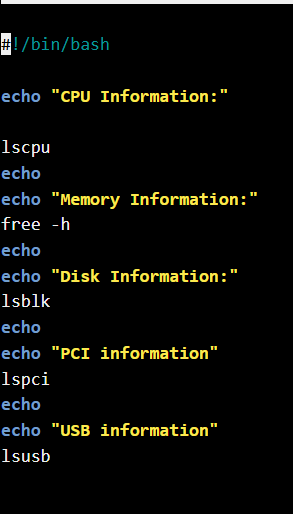 #!/bin/bash
echo "CPU Information:"
lscpu
echo
echo "Memory Information:"
free -h
echo
echo "Disk Information:"
lsblk
echo
echo "PCI information"
lspci
echo
echo "USB information"
lsusb